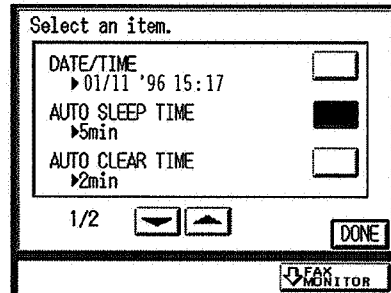 Select an item.
DATE/TIME
▶01/11 '96 15:17
AUTO SLEEP TIME
▶5min
AUTO CLEAR TIME
▶2min
1/2
DONE
FAX
MONITOR